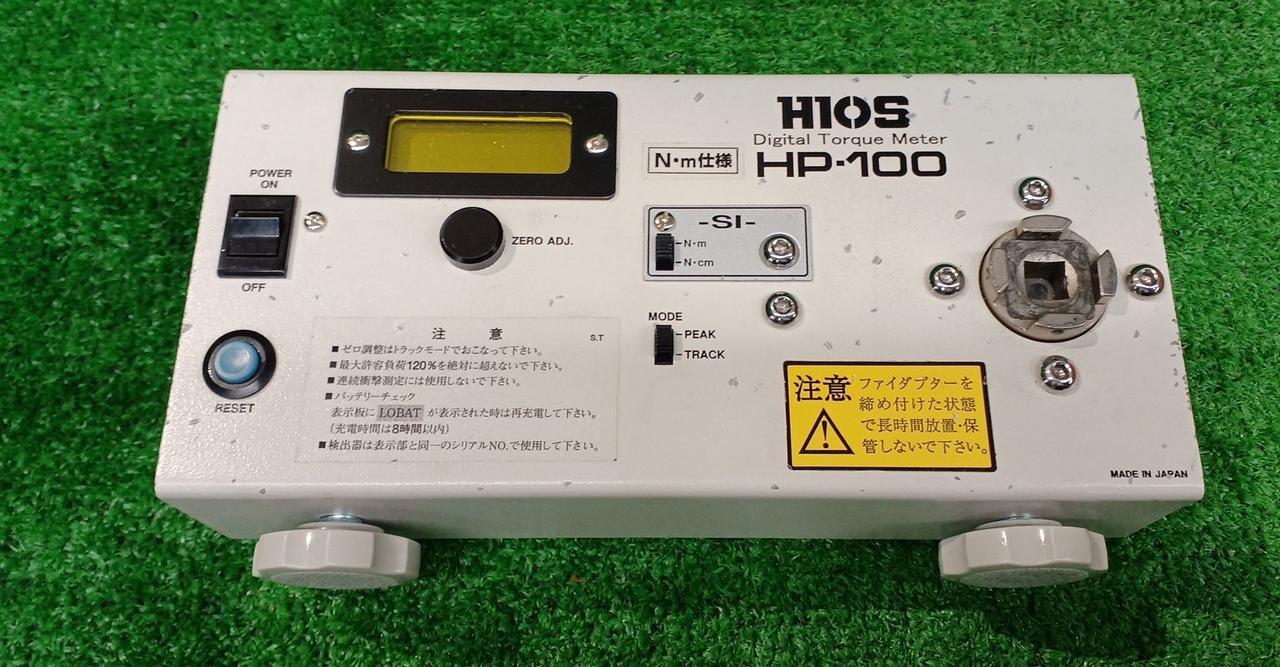 HIOS
Digital Torque Meter
N・m仕様
HP-100
POWER
ON
OFF
ZERO ADJ.
-SI-
N・m
N・cm
MODE
PEAK
TRACK
RESET
注 意
S.T
■ゼロ調整はトラックモードでおこなって下さい。
■最大許容負荷120%を絶対に超えないで下さい。
■連続衝撃測定には使用しないで下さい。
■バッテリーチェック
表示板に LOBAT が表示された時は再充電して下さい。
(充電時間は8時間以内)
■検出器は表示部と同一のシリアルNO.で使用して下さい。
注意
ファイダプターを
締め付けた状態
で長時間放置・保
管しないで下さい。
MADE IN JAPAN